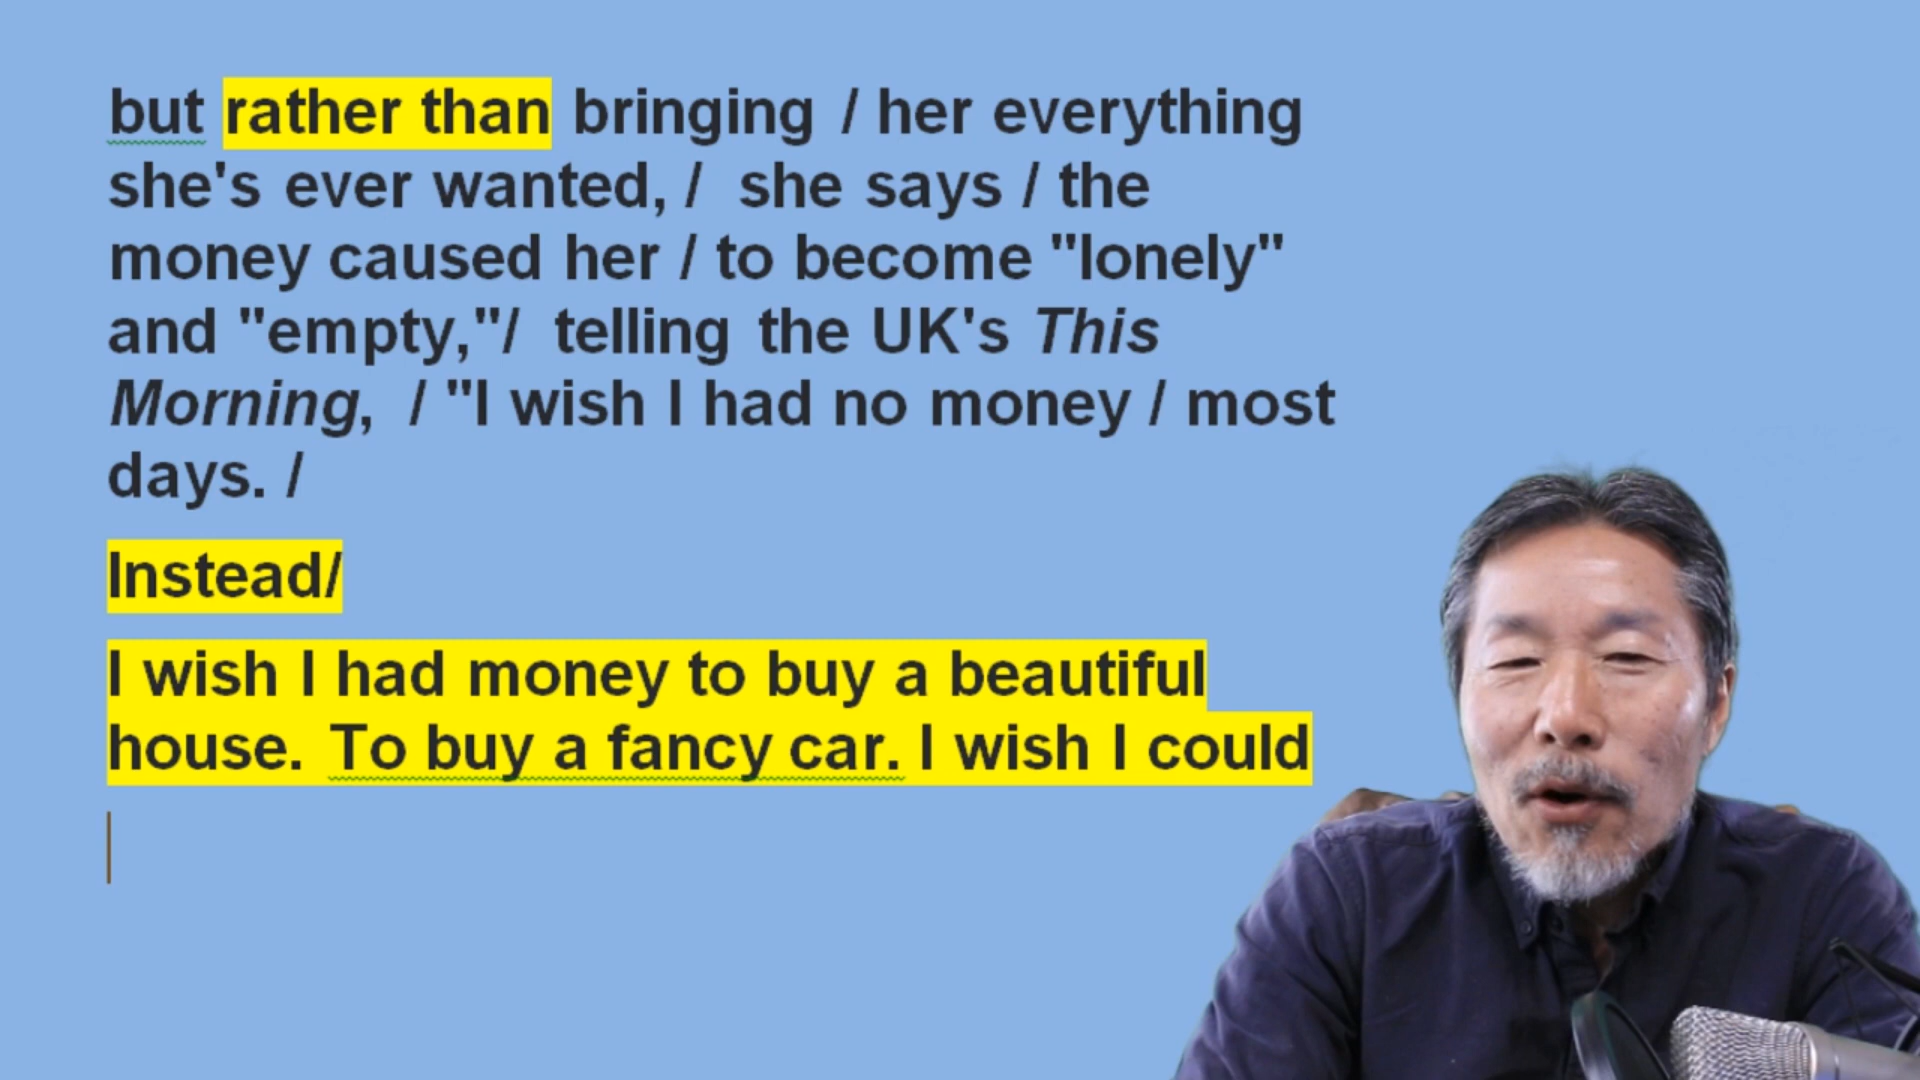 but rather than bringing / her everything
she's ever wanted, / she says / the
money caused her / to become "lonely"
and "empty,"/ telling the UK's This
Morning, / "I wish I had no money / most
days. /
Instead/
I wish I had money to buy a beautiful
house. To buy a fancy car. I wish I could